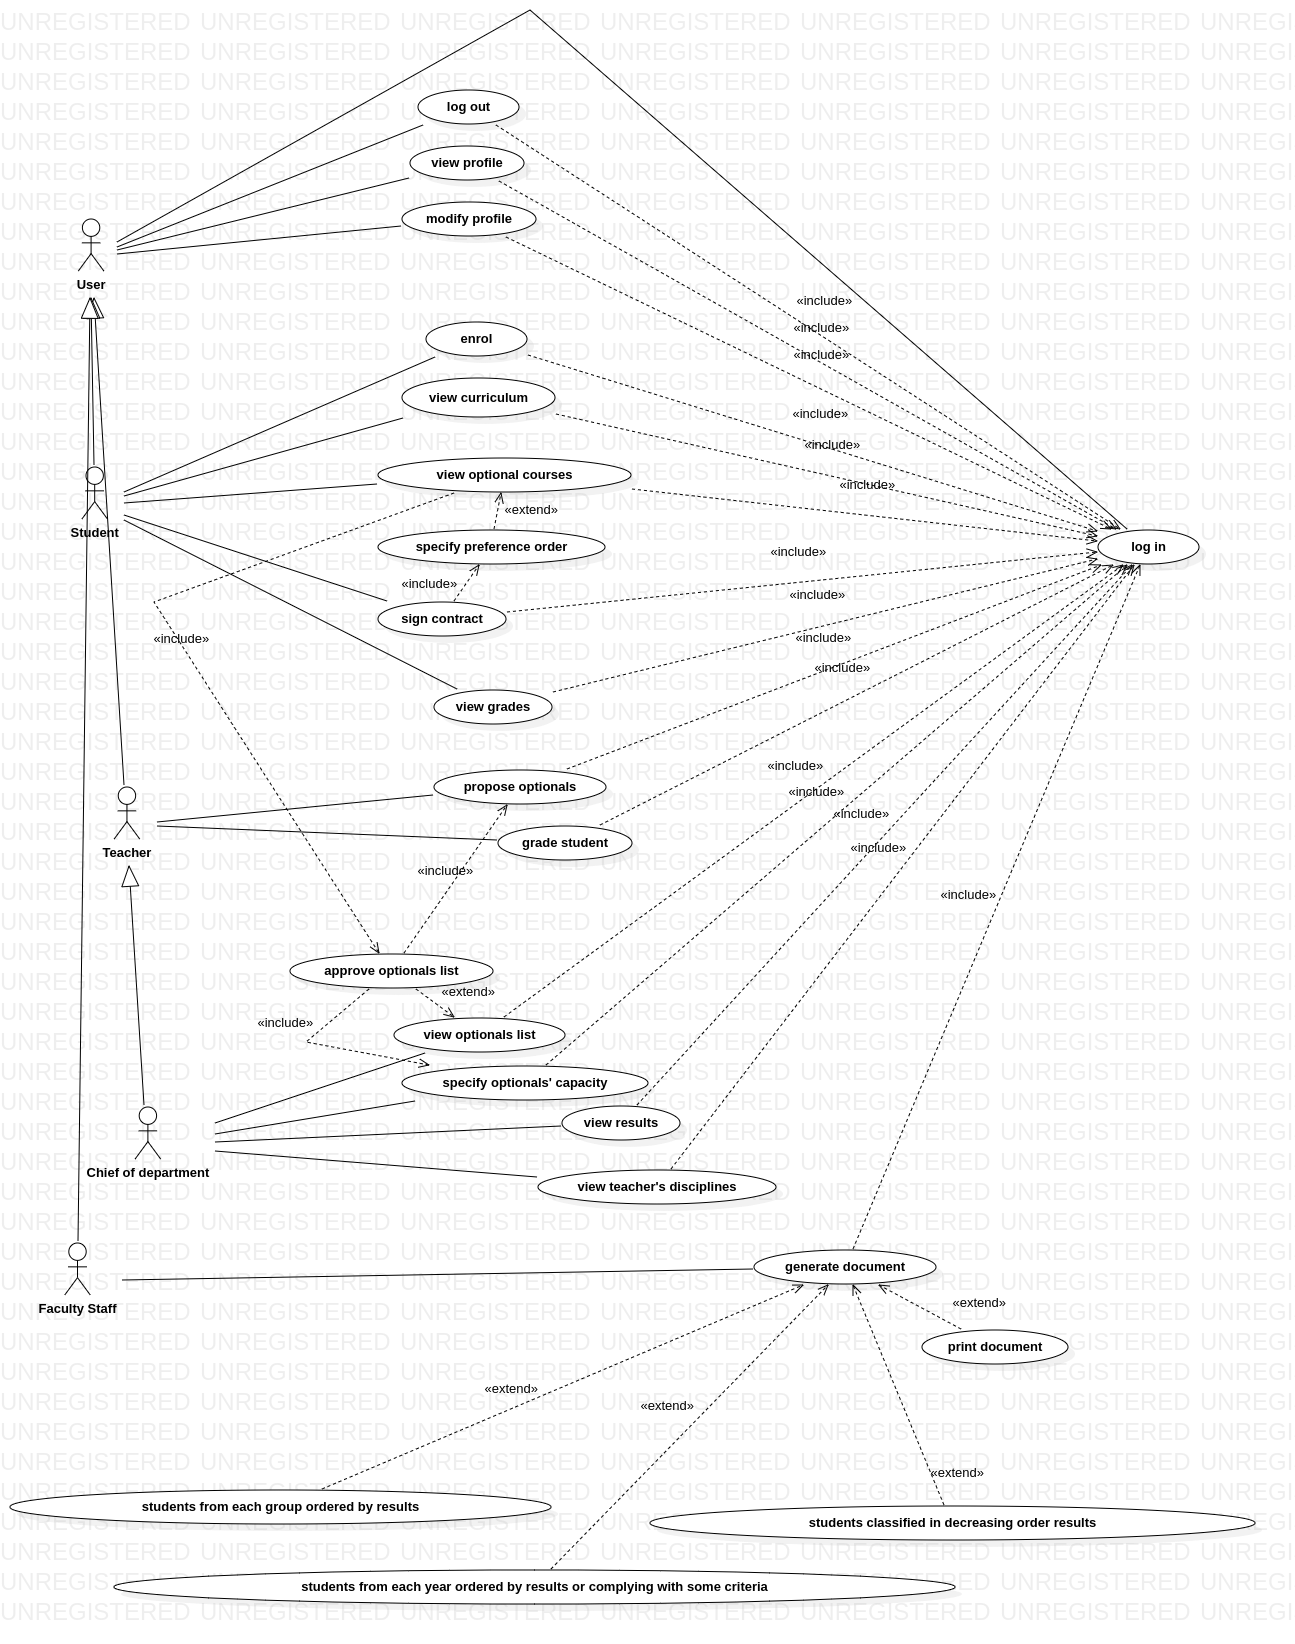 log out
view profile
modify profile
User
«include»
«include»
enrol
«include»
view curriculum
«include»
«include»
view optional courses
«include»
«extend»
Student
specify preference order
log in
«include»
«include»
«include»
sign contract
«include»
«include»
«include»
view grades
«include»
propose optionals
«include»
«include»
grade student
«include»
Teacher
«include»
«include»
approve optionals list
«extend»
«include»
view optionals list
specify optionals' capacity
view results
Chief of department
view teacher's disciplines
generate document
Faculty Staff
«extend»
print document
«extend»
«extend»
«extend»
students from each group ordered by results
students classified in decreasing order results
students from each year ordered by results or complying with some criteria
UNREGISTERED